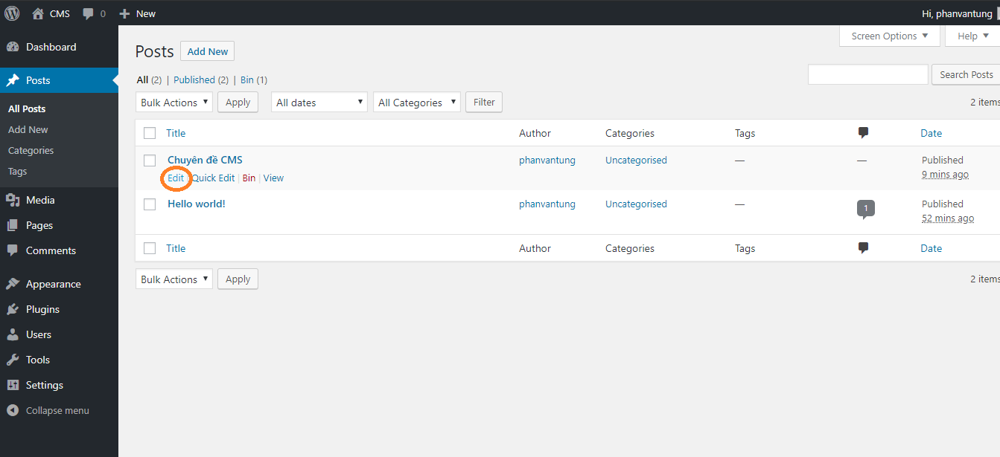 CMS 0 New Hi, phanvantung
Dashboard
Posts
All Posts
Add New
Categories
Tags
Media
Pages
Comments
Appearance
Plugins
Users
Tools
Settings
Collapse menu
Screen Options Help
Posts Add New
All (2) | Published (2) | Bin (1)
Search Posts
Bulk Actions Apply All dates All Categories Filter
2 items
Title Author Categories Tags Date
Chuyên đề CMS phanvantung Uncategorised — — Published
Edit | Quick Edit | Bin | View 9 mins ago
Hello world! phanvantung Uncategorised — 1 Published
52 mins ago
Title Author Categories Tags Date
Bulk Actions Apply
2 items